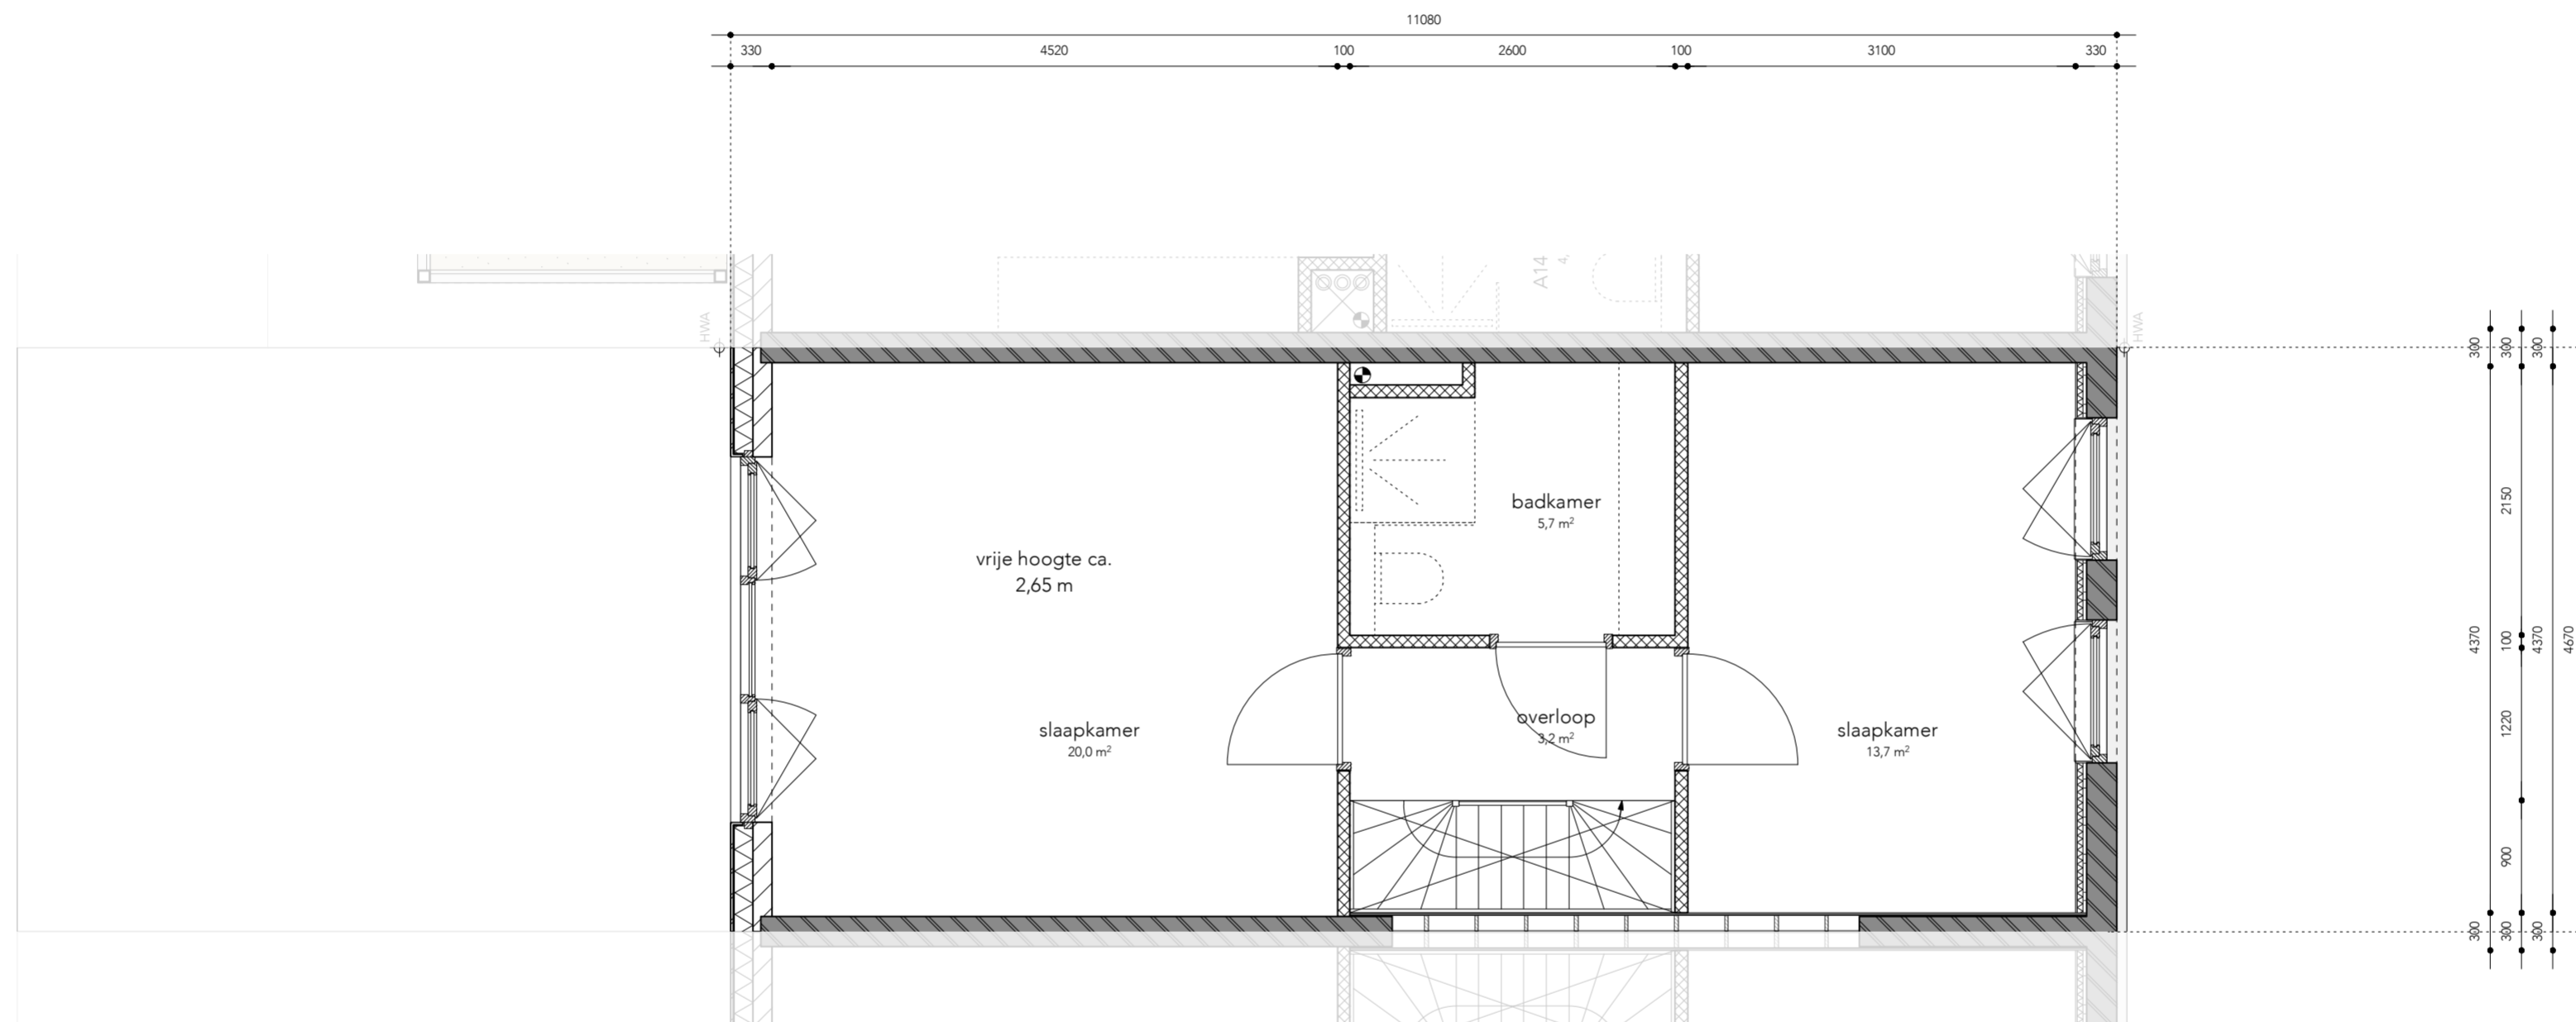 11080
330 4520 100 2600 100 3100 330
A14
4,
HWA
HWA
badkamer
5,7 m²
vrije hoogte ca.
2,65 m
slaapkamer
20,0 m²
overloop
3,2 m²
slaapkamer
13,7 m²
300 300 300
2150
4370 100 4370 4670
1220
900
300 300 300